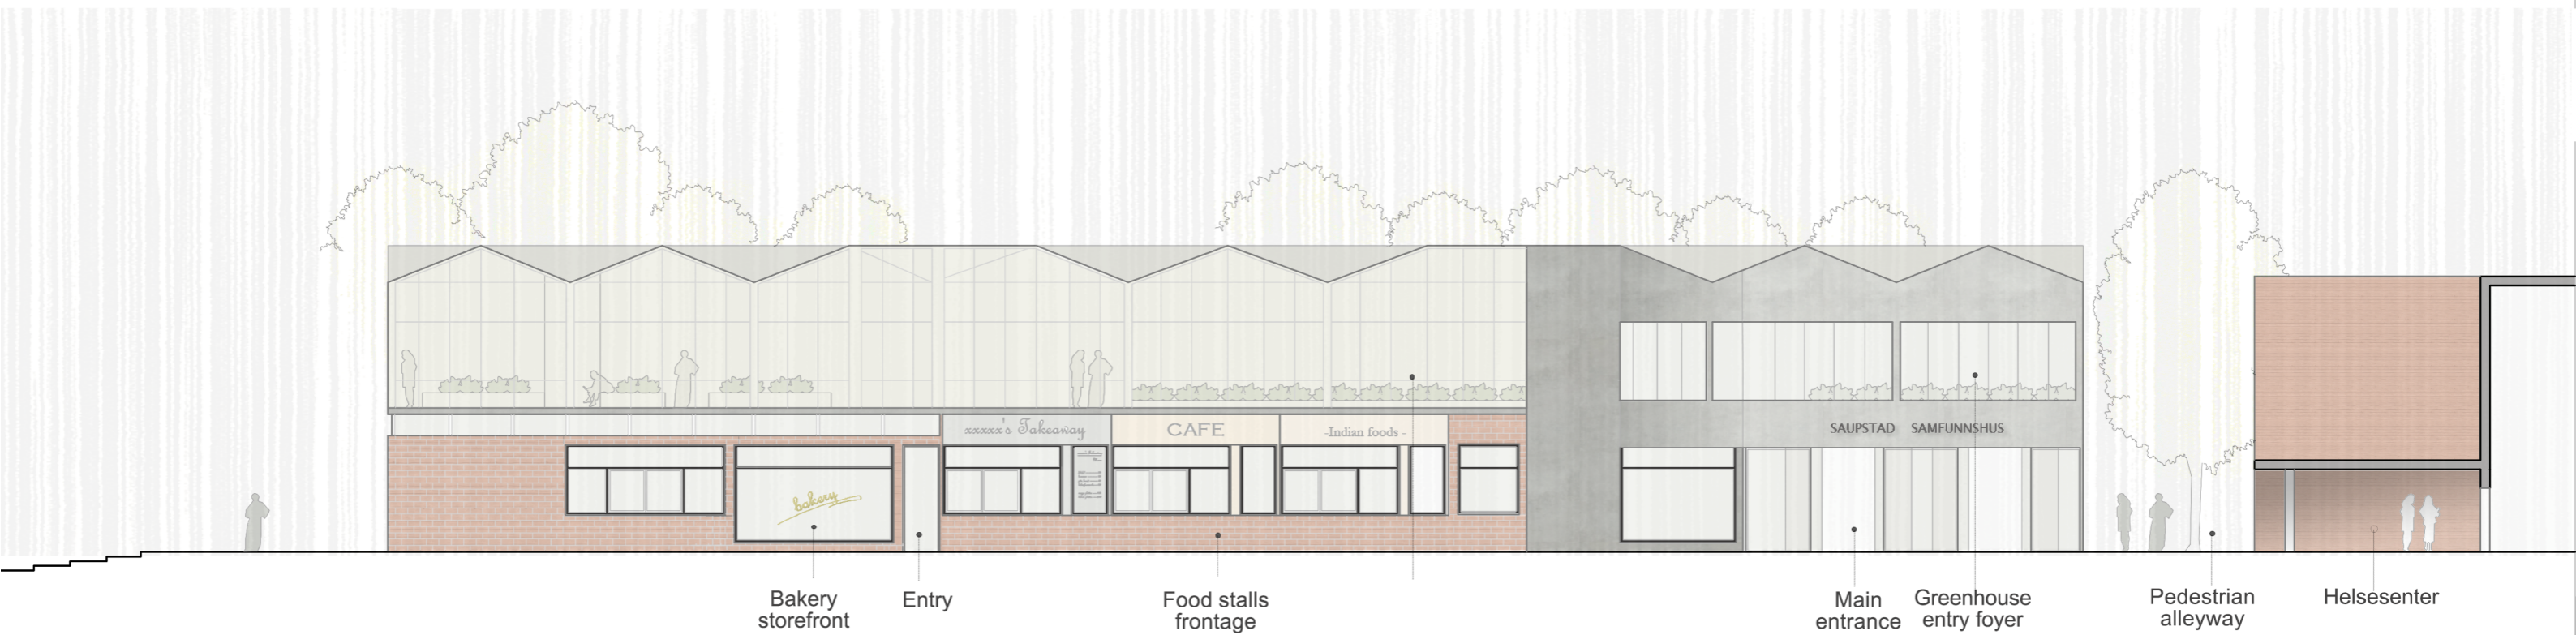 xxxxx's Takeaway
CAFE
-Indian foods -
SAUPSTAD SAMFUNNSHUS
bakery
Bakery
storefront
Entry
Food stalls
frontage
Main
entrance
Greenhouse
entry foyer
Pedestrian
alleyway
Helsesenter